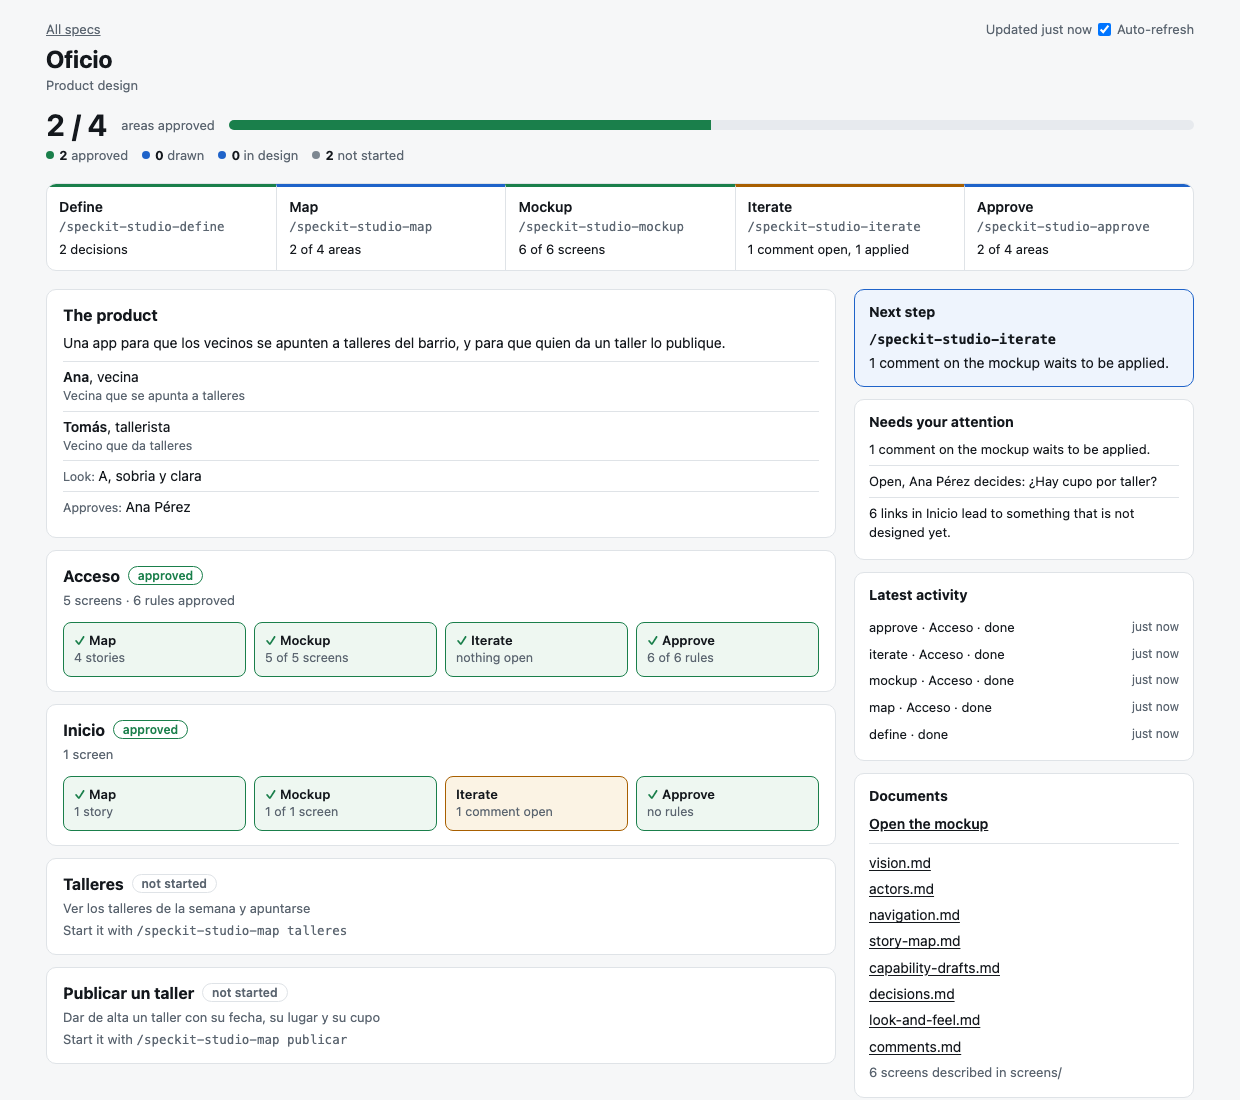 All specs
Updated just now Auto-refresh
Oficio
Product design
2 / 4 areas approved
2 approved 0 drawn 0 in design 2 not started
Define
/speckit-studio-define
2 decisions
Map
/speckit-studio-map
2 of 4 areas
Mockup
/speckit-studio-mockup
6 of 6 screens
Iterate
/speckit-studio-iterate
1 comment open, 1 applied
Approve
/speckit-studio-approve
2 of 4 areas
The product
Una app para que los vecinos se apunten a talleres del barrio, y para que quien da un taller lo publique.
Ana, vecina
Vecina que se apunta a talleres
Tomás, tallerista
Vecino que da talleres
Look: A, sobria y clara
Approves: Ana Pérez
Acceso approved
5 screens · 6 rules approved
✓ Map
4 stories
✓ Mockup
5 of 5 screens
✓ Iterate
nothing open
✓ Approve
6 of 6 rules
Inicio approved
1 screen
✓ Map
1 story
✓ Mockup
1 of 1 screen
Iterate
1 comment open
✓ Approve
no rules
Talleres not started
Ver los talleres de la semana y apuntarse
Start it with /speckit-studio-map talleres
Publicar un taller not started
Dar de alta un taller con su fecha, su lugar y su cupo
Start it with /speckit-studio-map publicar
Next step
/speckit-studio-iterate
1 comment on the mockup waits to be applied.
Needs your attention
1 comment on the mockup waits to be applied.
Open, Ana Pérez decides: ¿Hay cupo por taller?
6 links in Inicio lead to something that is not
designed yet.
Latest activity
approve · Acceso · done just now
iterate · Acceso · done just now
mockup · Acceso · done just now
map · Acceso · done just now
define · done just now
Documents
Open the mockup
vision.md
actors.md
navigation.md
story-map.md
capability-drafts.md
decisions.md
look-and-feel.md
comments.md
6 screens described in screens/